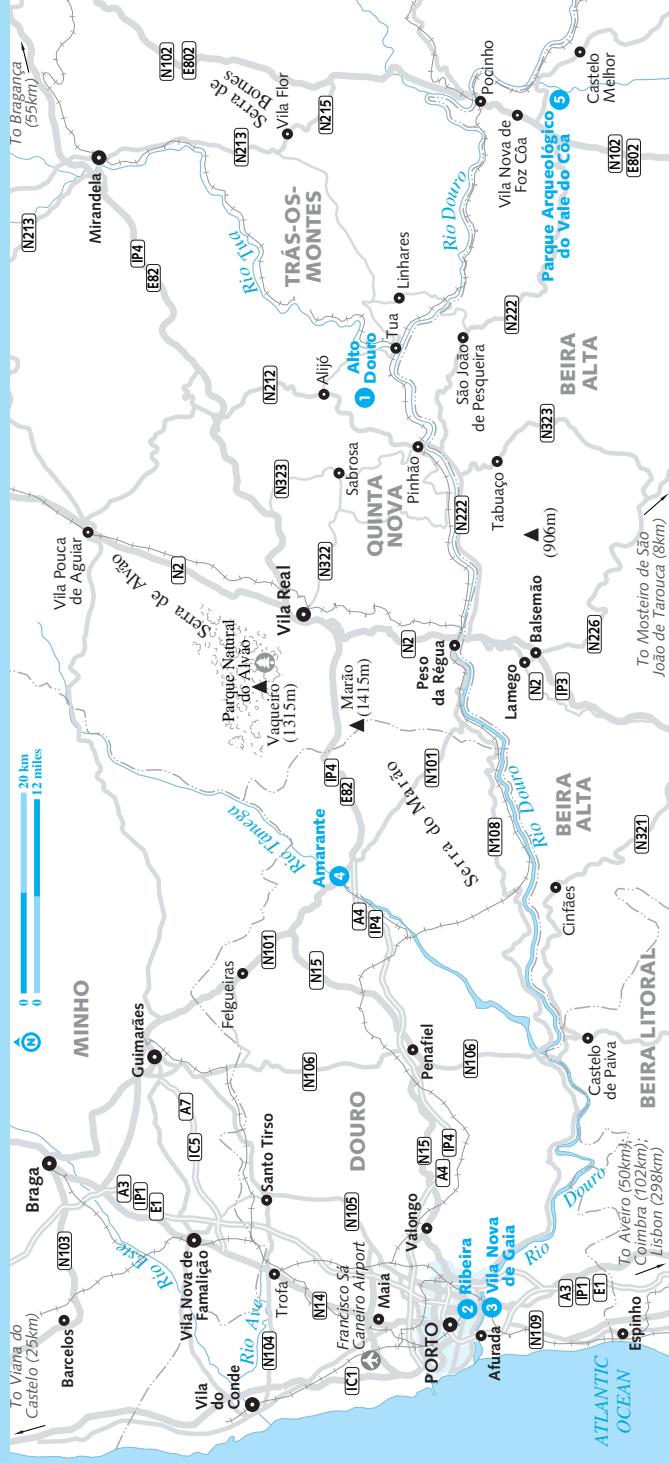 To Viana do
Castelo (25km)
Barcelos
N103
Braga
Rio Este
A3
IP1
E1
Vila Nova de
Famalição
Vila
do
Conde
Rio Ave
N104
Trofa
N14
Santo Tirso
IC5
A7
Guimarães
MINHO
N
0
20 km
0
12 miles
Felgueiras
N101
N15
N106
DOURO
N105
Francisco Sá
Caneiro Airport
IC1
Maia
Valongo
N15
A4
IP4
Penafiel
N106
PORTO
2 Ribeira
3 Vila Nova
de Gaia
Afurada
N109
A3
IP1
E1
Espinho
ATLANTIC
OCEAN
Rio
Douro
To Aveiro (50km);
Coimbra (102km);
Lisbon (298km)
BEIRA LITORAL
Castelo
de Paiva
Cinfães
N321
BEIRA
ALTA
Rio Douro
N108
Serra do Marão
N101
A4
IP4
Amarante
4
Rio Tâmega
IP4
E82
Marão
(1415m)
Vaqueiro
(1315m)
Parque Natural
do Alvão
Serra de Alvão
N2
Vila Pouca
de Aguiar
Vila Real
N322
N2
Peso
da Régua
Lamego
Balsemão
N2
IP3
N226
To Mosteiro de São
João de Tarouca (8km)
(906m)
Tabuaço
N222
N323
QUINTA
NOVA
Sabrosa
Pinhão
N323
N212
Alijó
1
Alto
Douro
Tua
Linhares
São João
de Pesqueira
N222
BEIRA
ALTA
TRÁS-OS-
MONTES
Rio Tua
IP4
E82
Mirandela
N213
To Bragança
(55km)
N102
E802
Serra de
Bornes
Vila Flor
N213
N215
Rio Douro
Pocinho
Vila Nova de
Foz Côa
Parque Arqueológico
do Vale do Côa
5
Castelo
Melhor
N102
E802